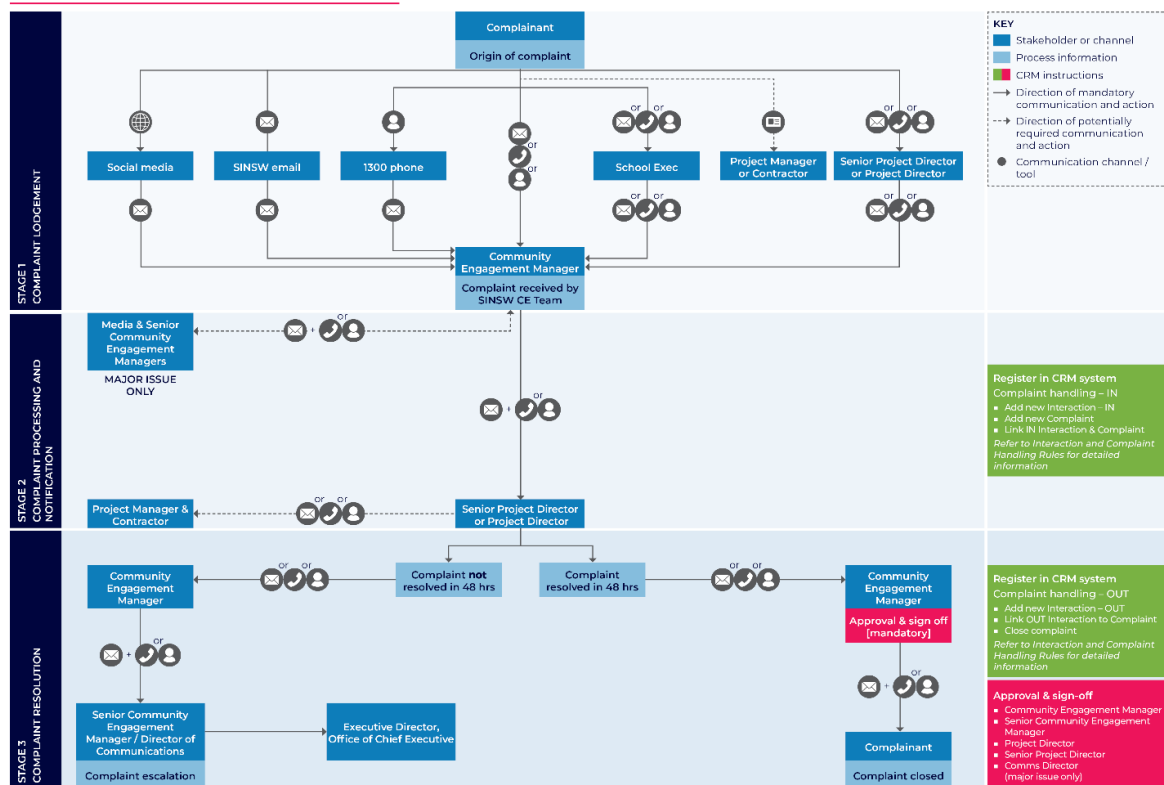 STAGE 1
COMPLAINT LODGEMENT
Complainant
Origin of complaint
or
or
or
or
or
or
Social media
SINSW email
1300 phone
School Exec
Project Manager
or Contractor
Senior Project Director
or Project Director
or
or
or
or
Community
Engagement Manager
Complaint received by
SINSW CE Team
KEY
Stakeholder or channel
Process information
CRM instructions
Direction of mandatory
communication and action
Direction of potentially
required communication
and action
Communication channel /
tool
STAGE 2
COMPLAINT PROCESSING AND
NOTIFICATION
Media & Senior
Community
Engagement
Managers
MAJOR ISSUE
ONLY
+
or
+
or
Project Manager &
Contractor
or
or
Senior Project Director
or Project Director
Register in CRM system
Complaint handling – IN
▪ Add new Interaction – IN
▪ Add new Complaint
▪ Link IN Interaction & Complaint
Refer to Interaction and Complaint
Handling Rules for detailed
information
STAGE 3
COMPLAINT RESOLUTION
Community
Engagement
Manager
or
or
Complaint not
resolved in 48 hrs
Complaint
resolved in 48 hrs
or
or
Community
Engagement
Manager
Approval & sign off
[mandatory]
+
or
+
or
Senior Community
Engagement
Manager / Director of
Communications
Complaint escalation
Executive Director,
Office of Chief Executive
Complainant
Complaint closed
Register in CRM system
Complaint handling – OUT
▪ Add new Interaction – OUT
▪ Link OUT Interaction to Complaint
▪ Close complaint
Refer to Interaction and Complaint
Handling Rules for detailed
information
Approval & sign-off
▪ Community Engagement Manager
▪ Senior Community Engagement
Manager
▪ Project Director
▪ Senior Project Director
▪ Comms Director
(major issue only)